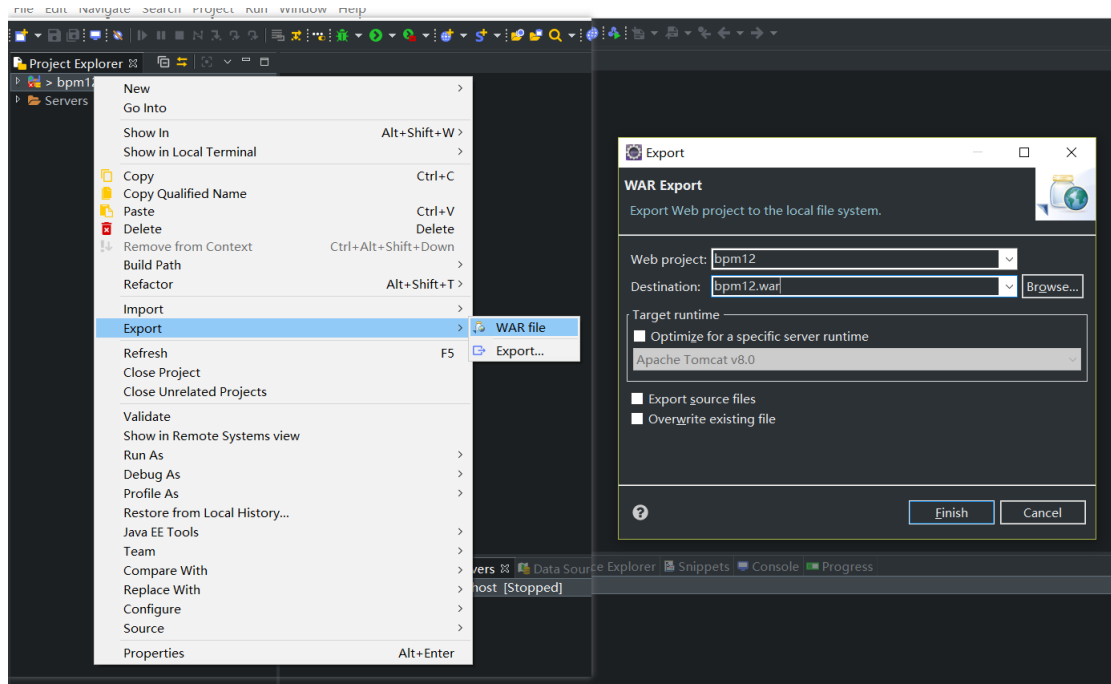 File Edit Navigate Search Project Run Window Help
Project Explorer
> bpm12
Servers
New
Go Into
Show In Alt+Shift+W
Show in Local Terminal
Copy Ctrl+C
Copy Qualified Name
Paste Ctrl+V
Delete Delete
Remove from Context Ctrl+Alt+Shift+Down
Build Path
Refactor Alt+Shift+T
Import
Export
Refresh F5
Close Project
Close Unrelated Projects
Validate
Show in Remote Systems view
Run As
Debug As
Profile As
Restore from Local History...
Java EE Tools
Team
Compare With
Replace With
Configure
Source
Properties Alt+Enter
WAR file
Export...
Export
WAR Export
Export Web project to the local file system.
Web project: bpm12
Destination: bpm12.war Browse...
Target runtime
Optimize for a specific server runtime
Apache Tomcat v8.0
Export source files
Overwrite existing file
Finish Cancel
vers Data Source Explorer Snippets Console Progress
host [Stopped]